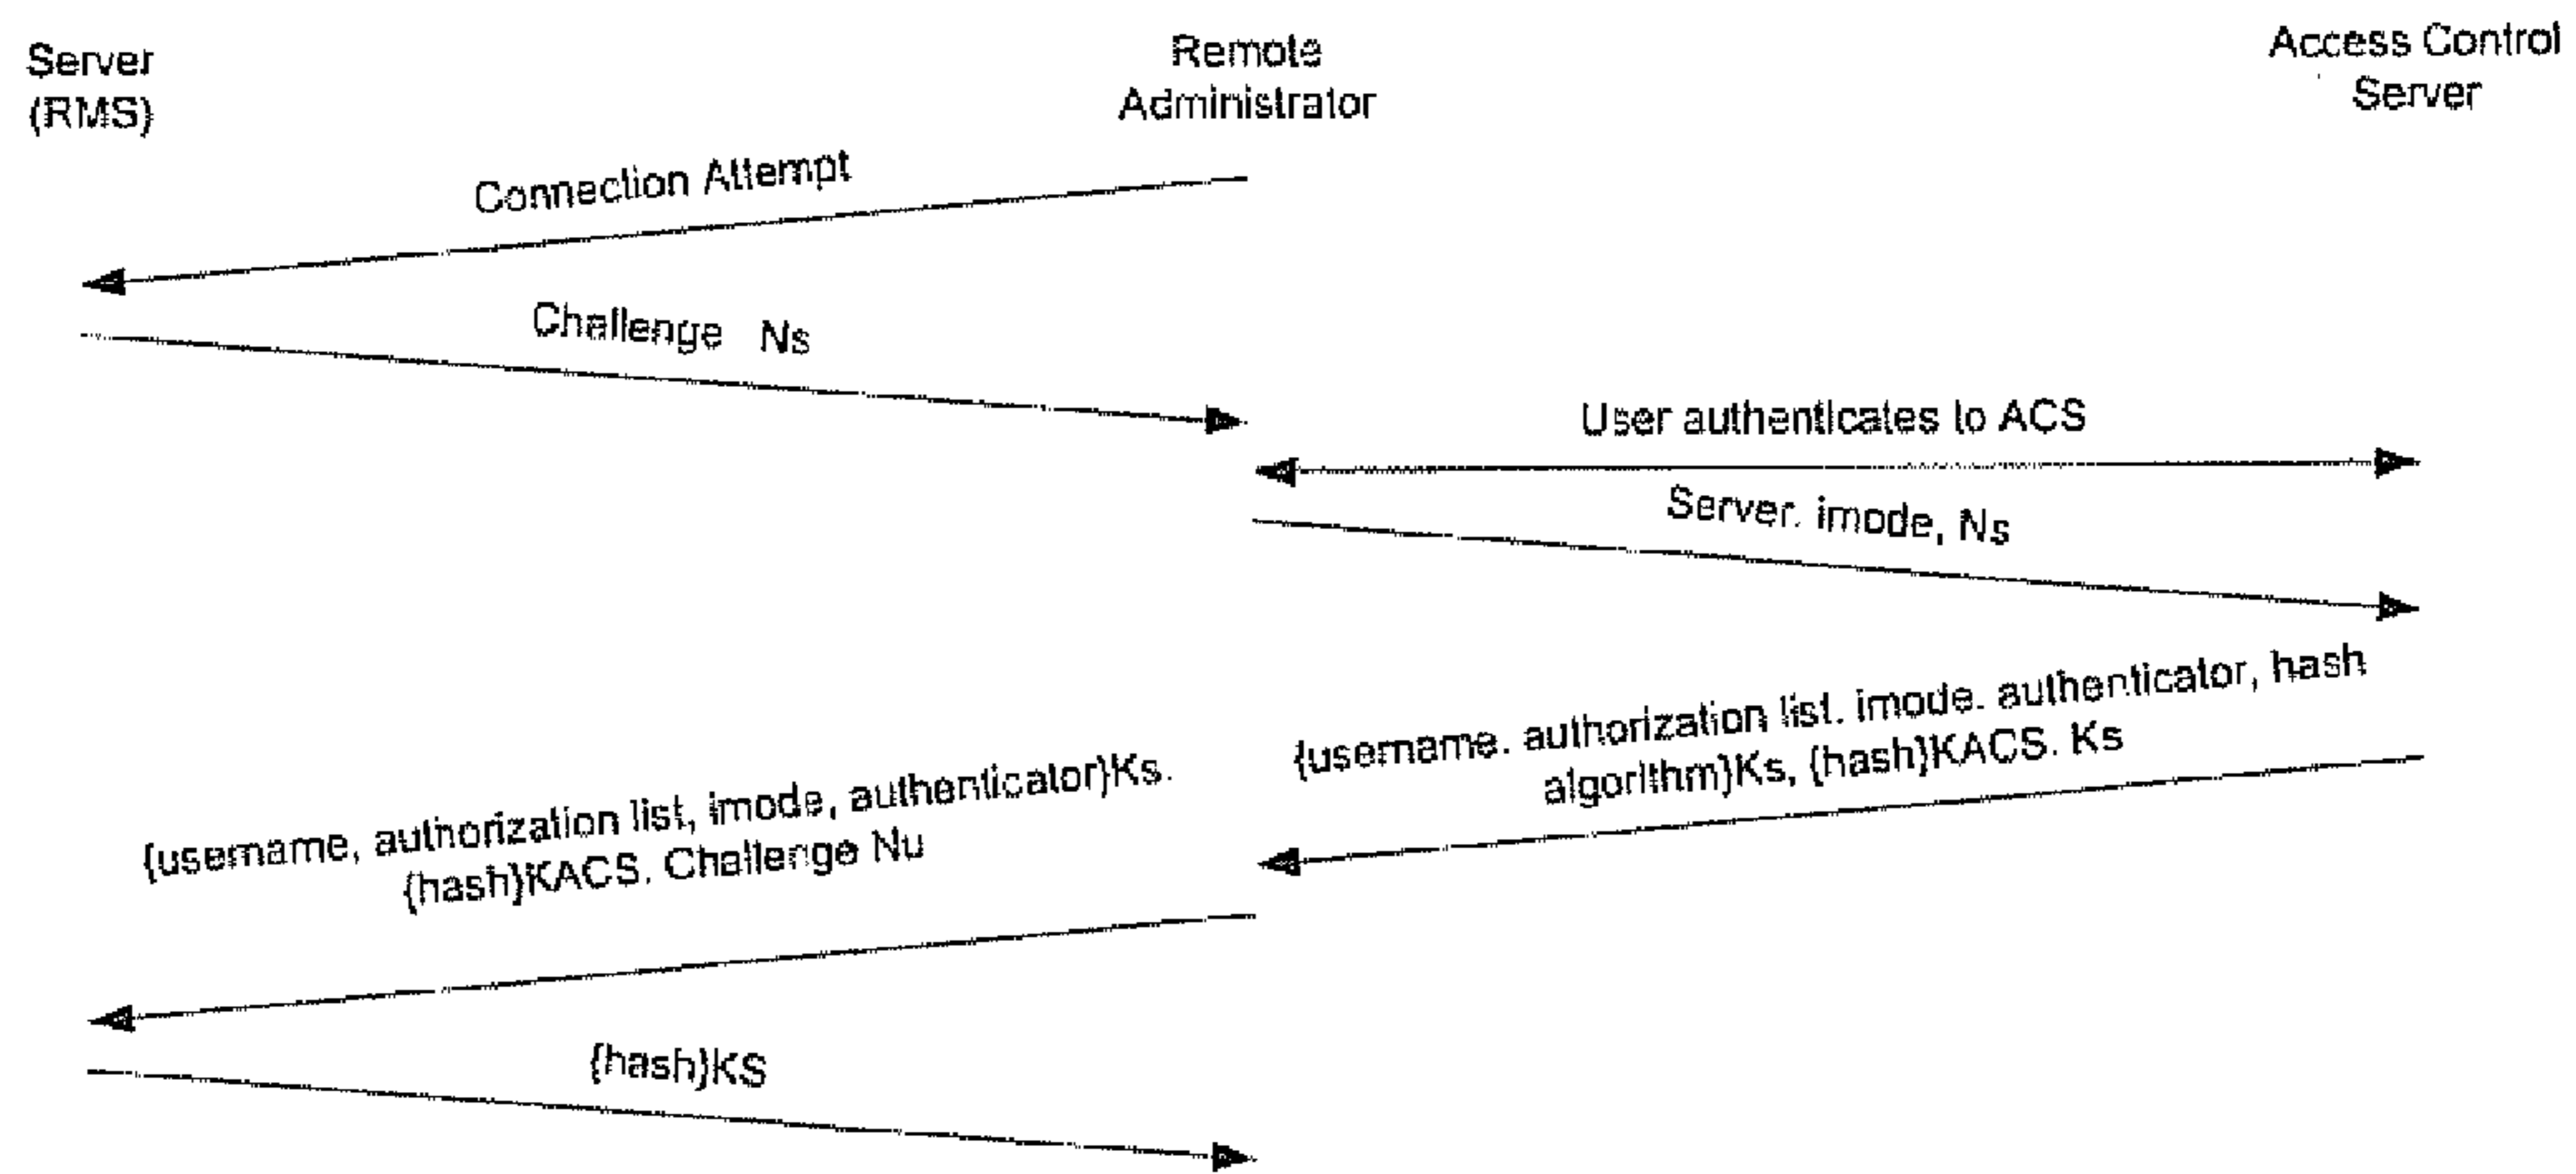 Server
(RMS)
Remote
Administrator
Access Control
Server
Connection Attempt
Challenge Ns
User authenticates to ACS
Server. imode, Ns
{username. authorization list. imode. authenticator, hash
algorithm}Ks, {hash}KACS. Ks
{username, authorization list, imode, authenticator}Ks.
{hash}KACS. Challenge Nu
{hash}KS